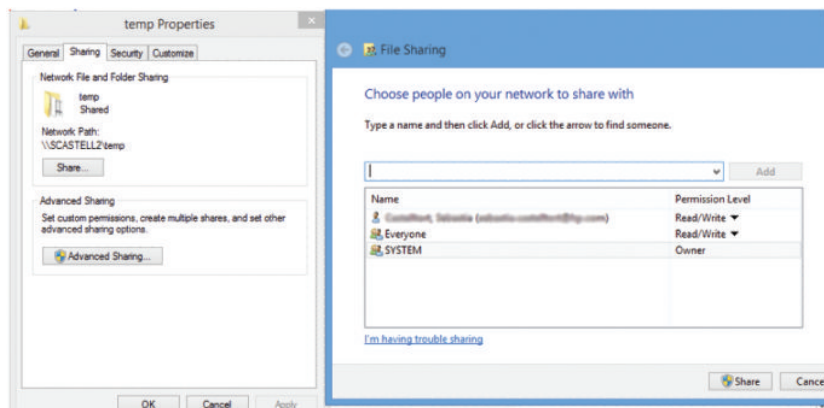 temp Properties
General Sharing Security Customize
Network File and Folder Sharing
temp
Shared
Network Path:
\\SCASTELL2\temp
Share...
Advanced Sharing
Set custom permissions, create multiple shares, and set other
advanced sharing options.
Advanced Sharing...
OK Cancel Apply
File Sharing
Choose people on your network to share with
Type a name and then click Add, or click the arrow to find someone.
Add
Name Permission Level
Read/Write
Everyone Read/Write
SYSTEM Owner
I'm having trouble sharing
Share Cance